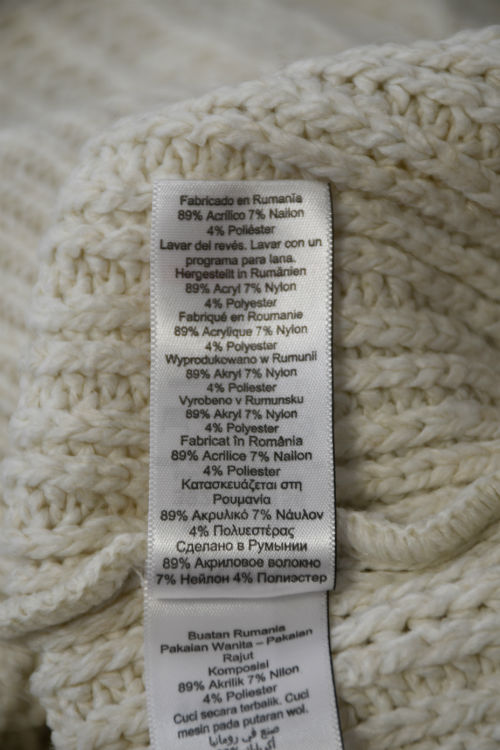 Fabricado en Rumanía
89% Acrílico 7% Nailon
4% Poliéster
Lavar del revés. Lavar con un
programa para lana.
Hergestellt in Rumänien
89% Acryl 7% Nylon
4% Polyester
Fabriqué en Roumanie
89% Acrylique 7% Nylon
4% Polyester
Wyprodukowano w Rumunii
89% Akryl 7% Nylon
4% Poliester
Vyrobeno v Rumunsku
89% Akryl 7% Nylon
4% Polyester
Fabricat în România
89% Acrilice 7% Nailon
4% Poliester
Κατασκευάζεται στη
Ρουμανία
89% Ακρυλικό 7% Νάυλον
4% Πολυεστέρας
Сделано в Румынии
89% Акриловое волокно
7% Нейлон 4% Полиэстер
Buatan Rumania
Pakaian Wanita – Pakaian
Rajut
Komposisi
89% Akrilik 7% Nilon
4% Poliester
Cuci secara terbalik. Cuci
mesin pada putaran wol.
صنع في رومانيا